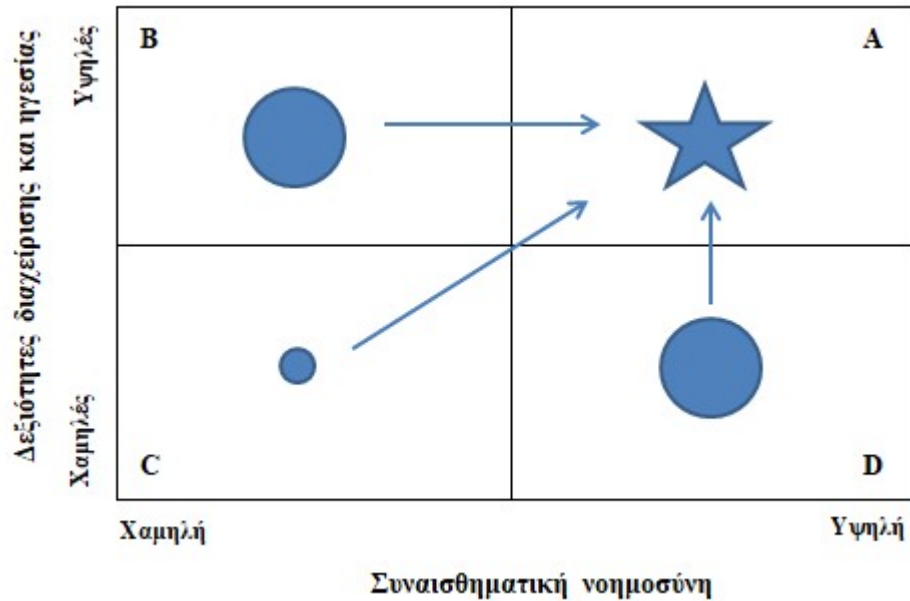 Δεξιότητες διαχείρισης και ηγεσίας
Υψηλές
Χαμηλές
B
A
C
D
Χαμηλή
Υψηλή
Συναισθηματική νοημοσύνη